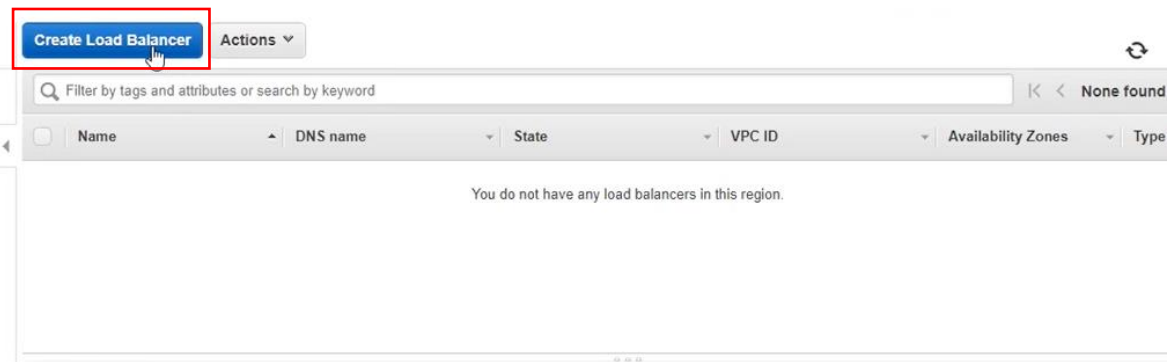 Create Load Balancer Actions
Filter by tags and attributes or search by keyword None found
Name DNS name State VPC ID Availability Zones Type
You do not have any load balancers in this region.